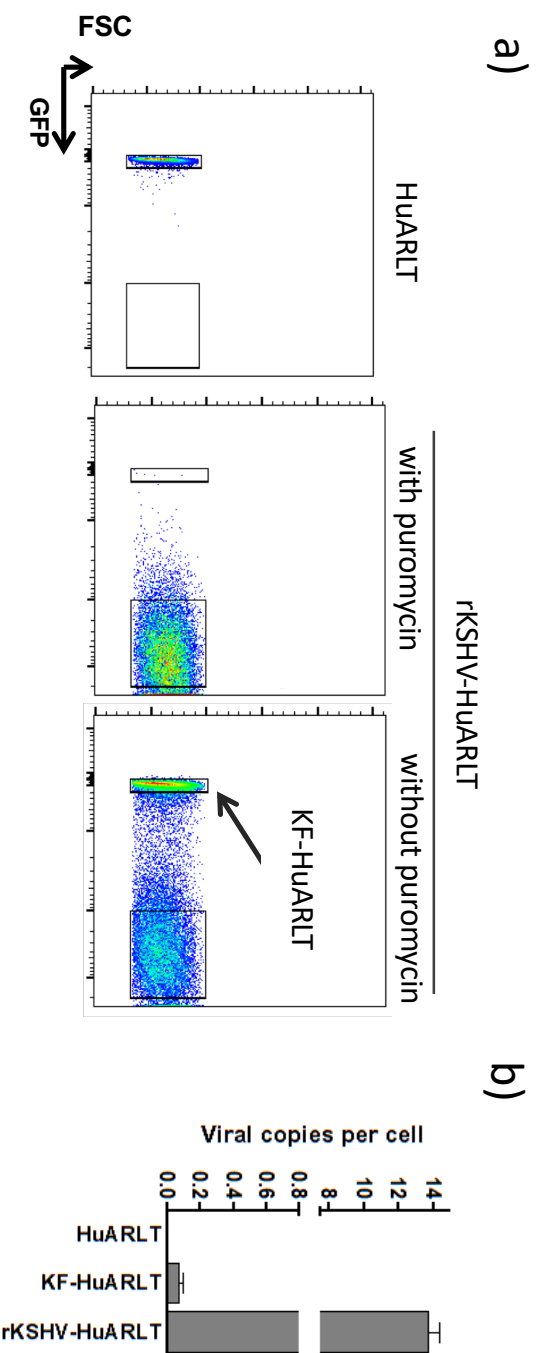 a)
HuARLT
rKSHV-HuARLT
with puromycin
without puromycin
KF-HuARLT
FSC
GFP
b)
Viral copies per cell
14
12
10
8
0.8
0.6
0.4
0.2
0.0
HuARLT
KF-HuARLT
rKSHV-HuARLT